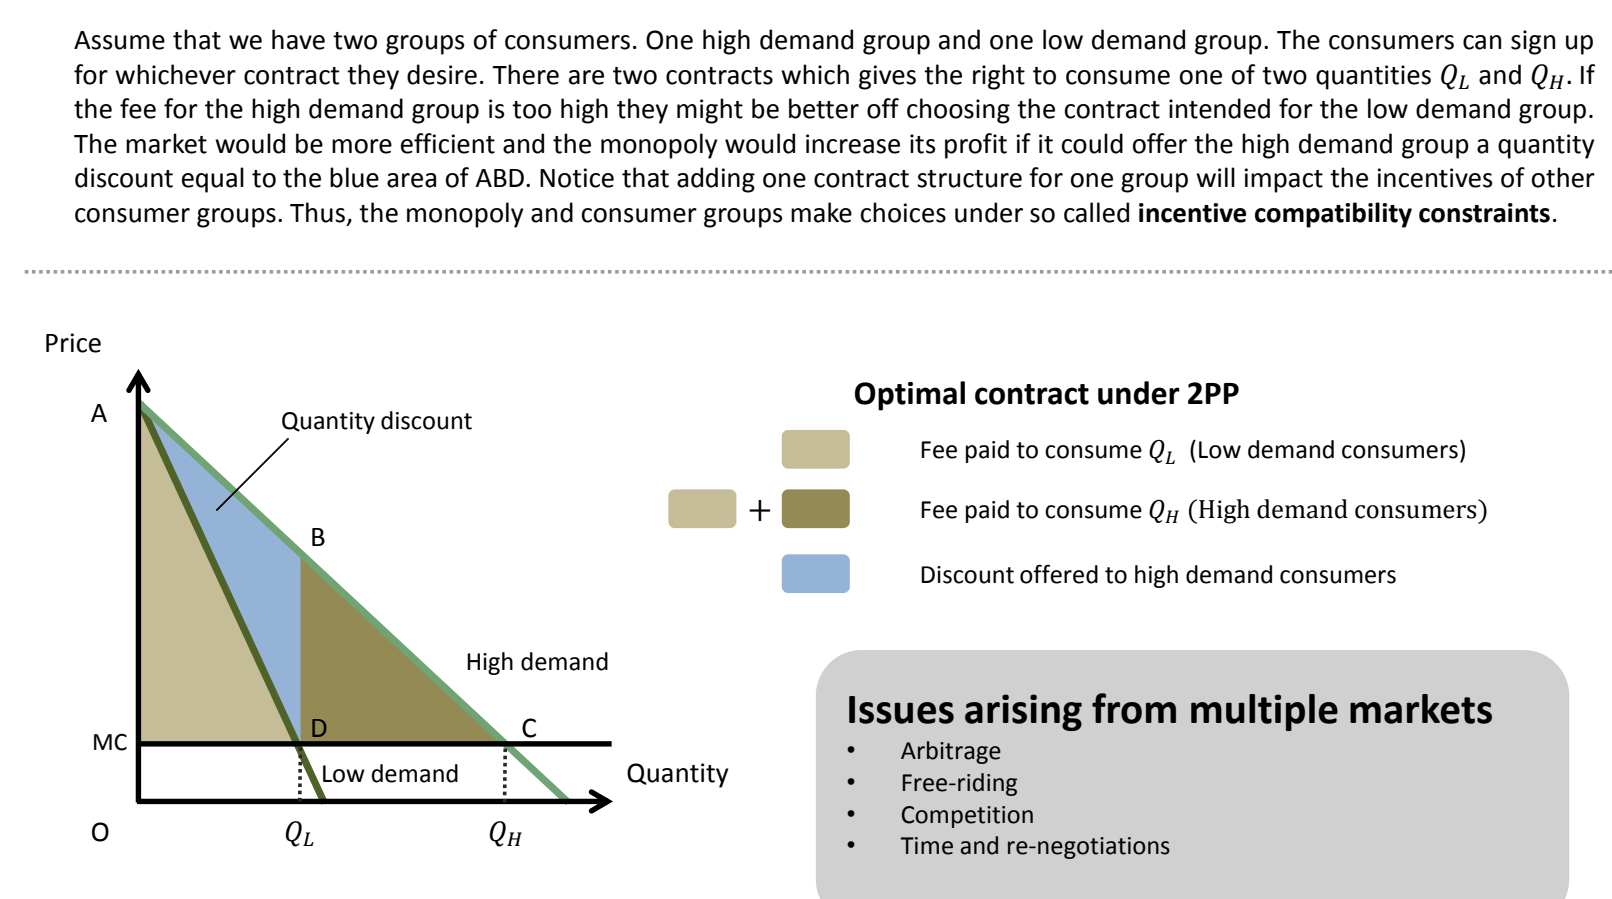 Assume that we have two groups of consumers. One high demand group and one low demand group. The consumers can sign up
for whichever contract they desire. There are two contracts which gives the right to consume one of two quantities Q_L and Q_H. If
the fee for the high demand group is too high they might be better off choosing the contract intended for the low demand group.
The market would be more efficient and the monopoly would increase its profit if it could offer the high demand group a quantity
discount equal to the blue area of ABD. Notice that adding one contract structure for one group will impact the incentives of other
consumer groups. Thus, the monopoly and consumer groups make choices under so called incentive compatibility constraints.
Price
A
Quantity discount
B
High demand
MC
D
C
Low demand
Quantity
O
Q_L
Q_H
Optimal contract under 2PP
Fee paid to consume Q_L (Low demand consumers)
+ Fee paid to consume Q_H (High demand consumers)
Discount offered to high demand consumers
Issues arising from multiple markets
• Arbitrage
• Free-riding
• Competition
• Time and re-negotiations